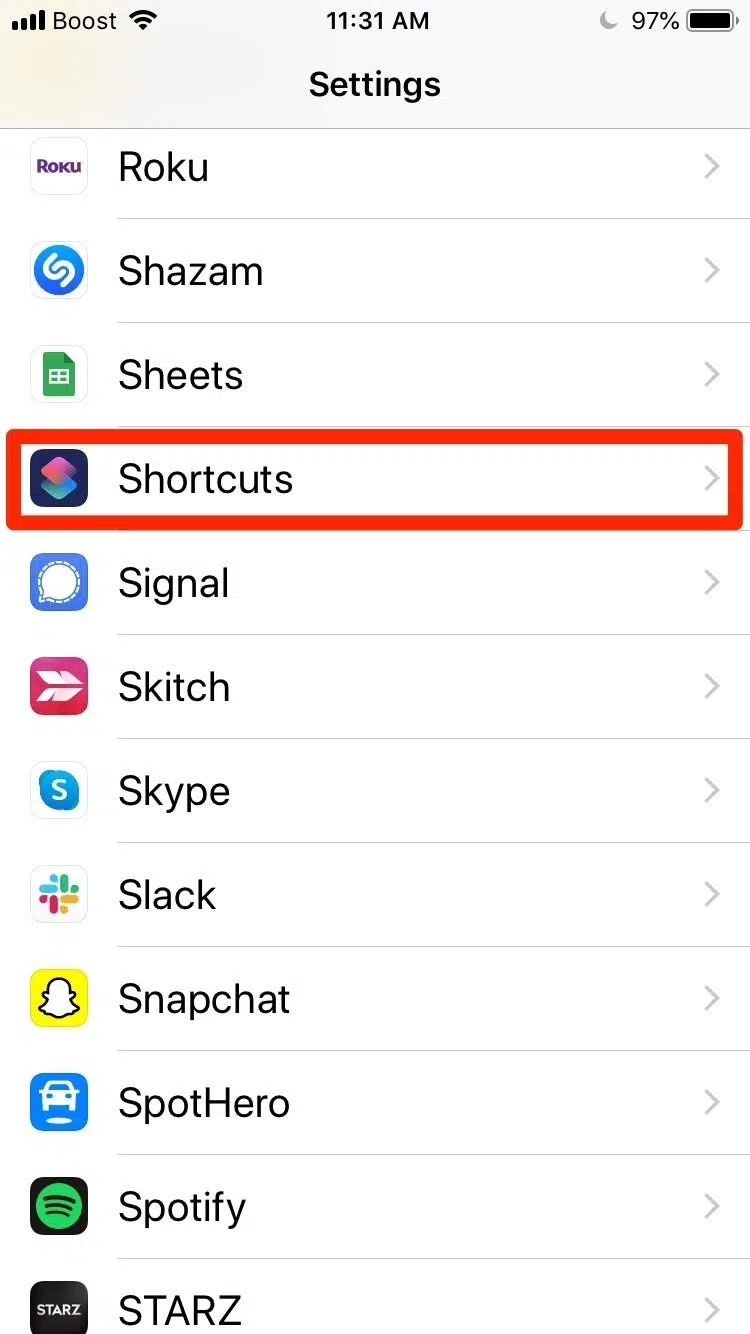 Boost 11:31 AM 97%
Settings
Roku Roku
Shazam
Sheets
Shortcuts
Signal
Skitch
S Skype
Slack
Snapchat
SpotHero
Spotify
STARZ STARZ